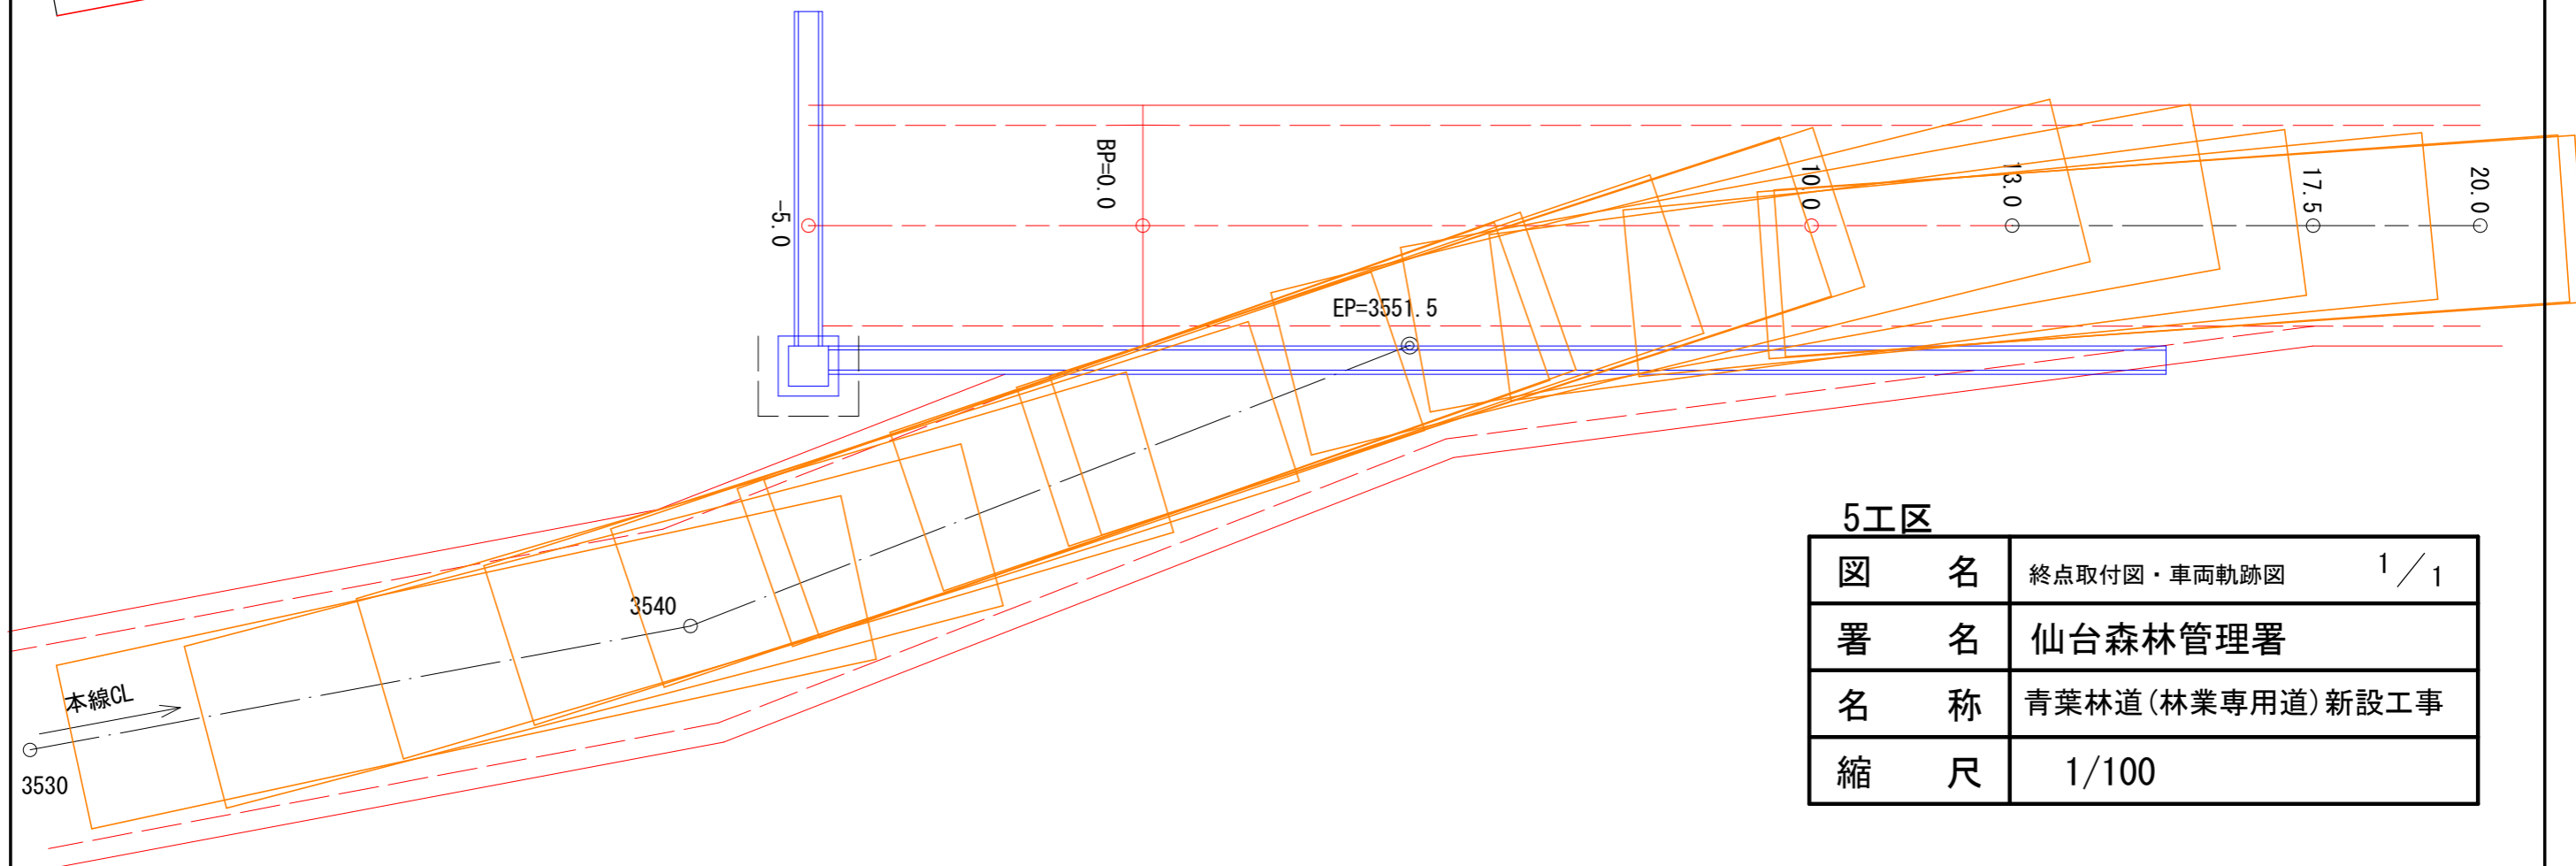 BP=0.0
-5.0
10.0
13.0
17.5
20.0
EP=3551.5
3540
本線CL
3530
5工区
図 名 終点取付図・車両軌跡図 1/1
署 名 仙台森林管理署
名 称 青葉林道(林業専用道)新設工事
縮 尺 1/100